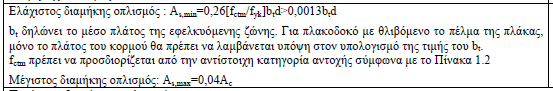 Ελάχιστος διαμήκης οπλισμός : As,min=0,26[fctm/fyk]btd>0,0013btd
bt δηλώνει το μέσο πλάτος της εφελκυόμενης ζώνης. Για πλακοδοκό με θλιβόμενο το πέλμα της πλάκας,
μόνο το πλάτος του κορμού θα πρέπει να λαμβάνεται υπόψη στον υπολογισμό της τιμής του bt.
fctm πρέπει να προσδιορίζεται από την αντίστοιχη κατηγορία αντοχής σύμφωνα με το Πίνακα 1.2
Μέγιστος διαμήκης οπλισμός: As,max=0,04Ac